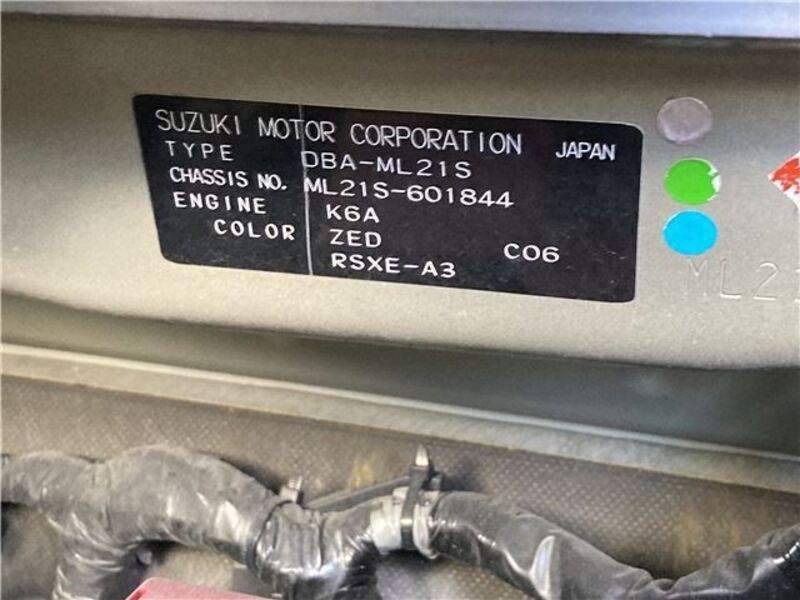 SUZUKI MOTOR CORPORATION JAPAN
TYPE DBA-ML21S
CHASSIS NO. ML21S-601844
ENGINE K6A
COLOR ZED C06
RSXE-A3
ML21